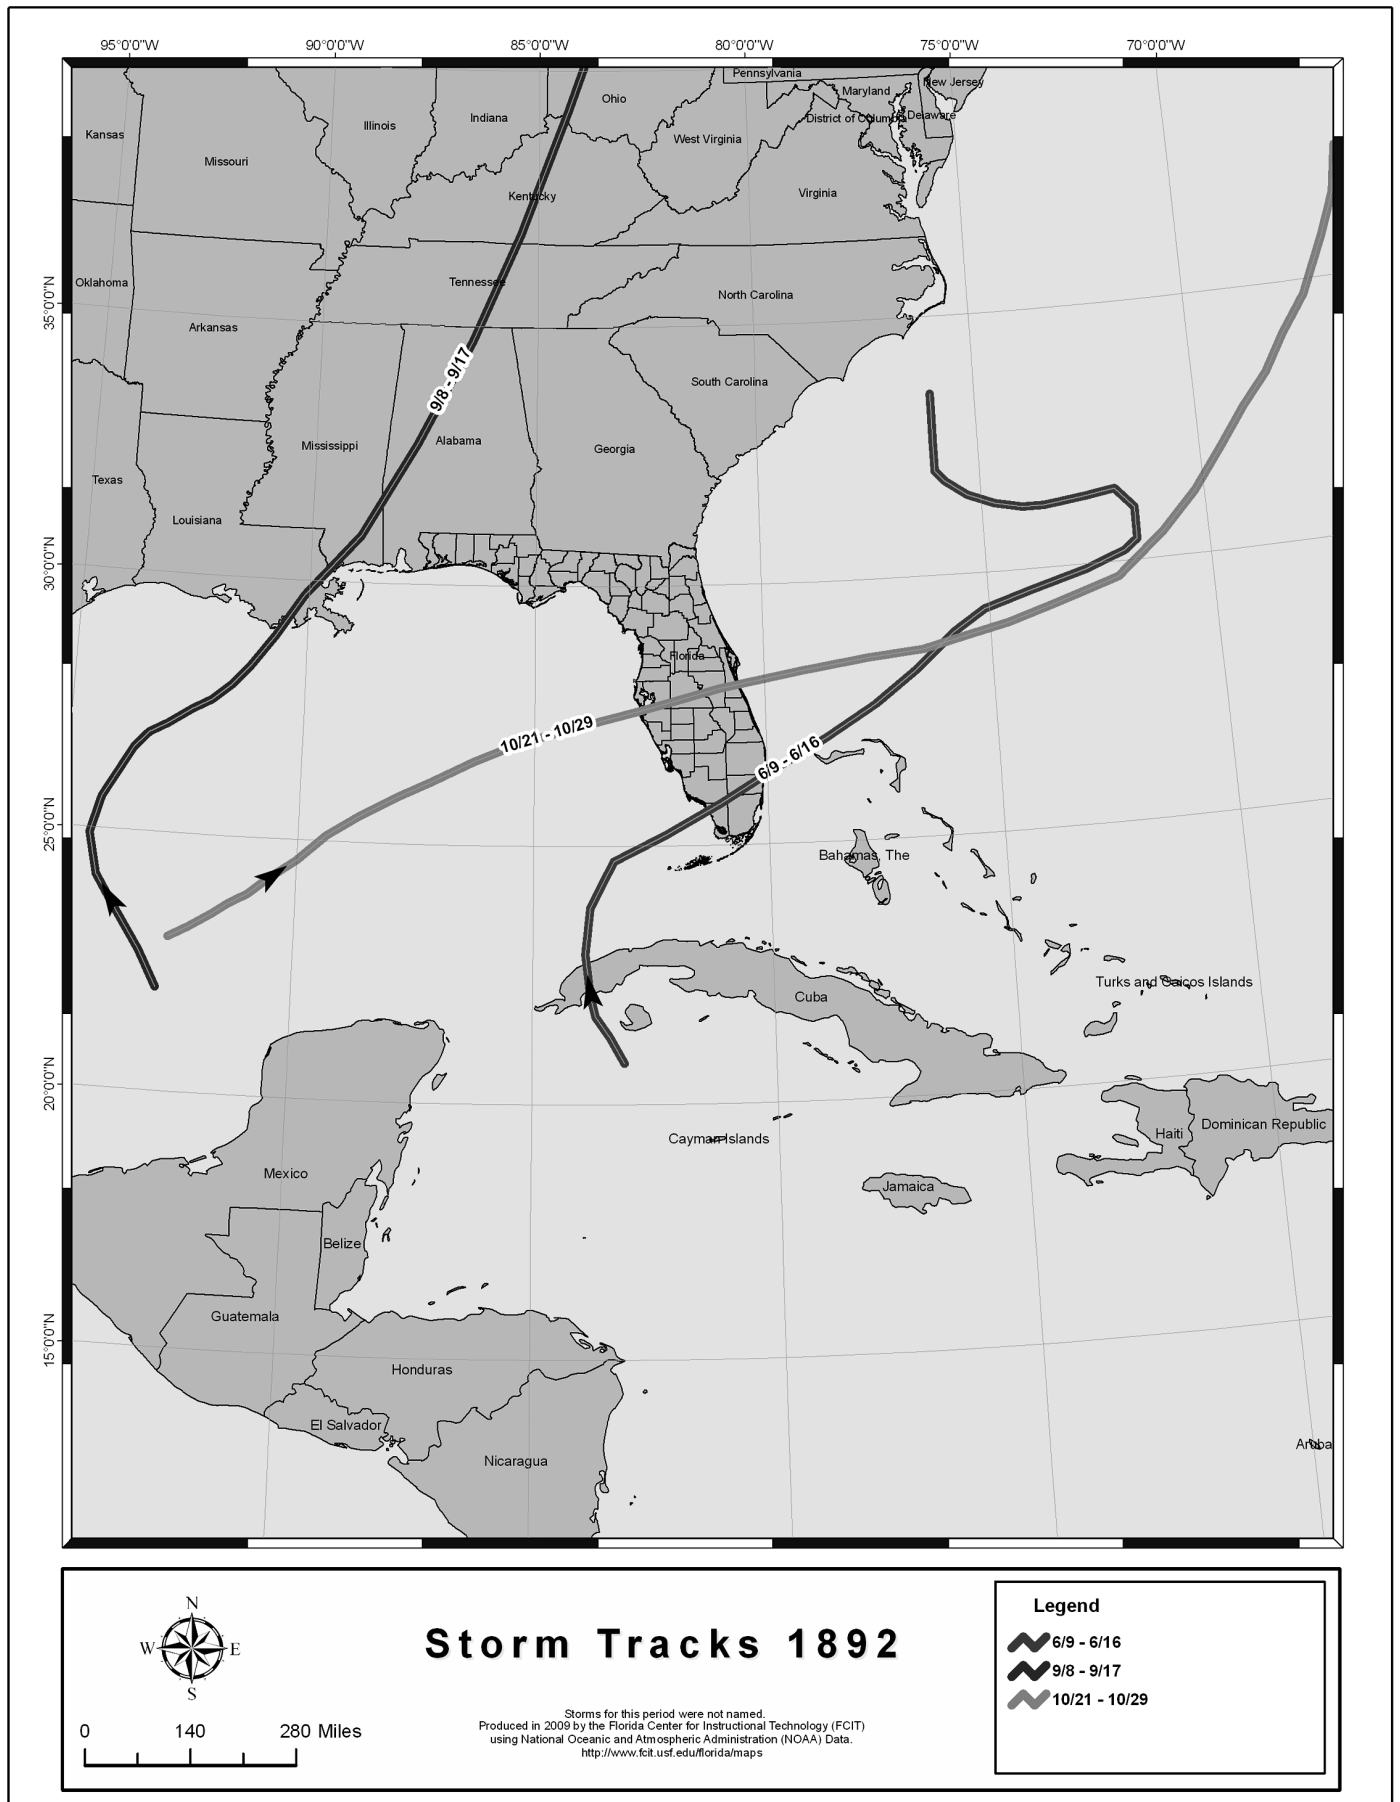 95°0'0"W 90°0'0"W 85°0'0"W 80°0'0"W 75°0'0"W 70°0'0"W
Pennsylvania
New Jersey
Maryland
Ohio
District of Columbia
Delaware
Indiana
Illinois
Kansas
West Virginia
Missouri
Virginia
Kentucky
Oklahoma
Tennessee
North Carolina
35°0'0"N
Arkansas
9/8 - 9/17
South Carolina
Alabama
Mississippi
Georgia
Texas
Louisiana
30°0'0"N
Florida
10/21 - 10/29
6/9 - 6/16
25°0'0"N
Bahamas, The
Turks and Caicos Islands
Cuba
20°0'0"N
Cayman Islands
Haiti
Dominican Republic
Mexico
Jamaica
Belize
Guatemala
15°0'0"N
Honduras
El Salvador
Nicaragua
Aruba
N
W E
S
0 140 280 Miles
Storm Tracks 1892
Storms for this period were not named.
Produced in 2009 by the Florida Center for Instructional Technology (FCIT)
using National Oceanic and Atmospheric Administration (NOAA) Data.
http://www.fcit.usf.edu/florida/maps
Legend
6/9 - 6/16
9/8 - 9/17
10/21 - 10/29